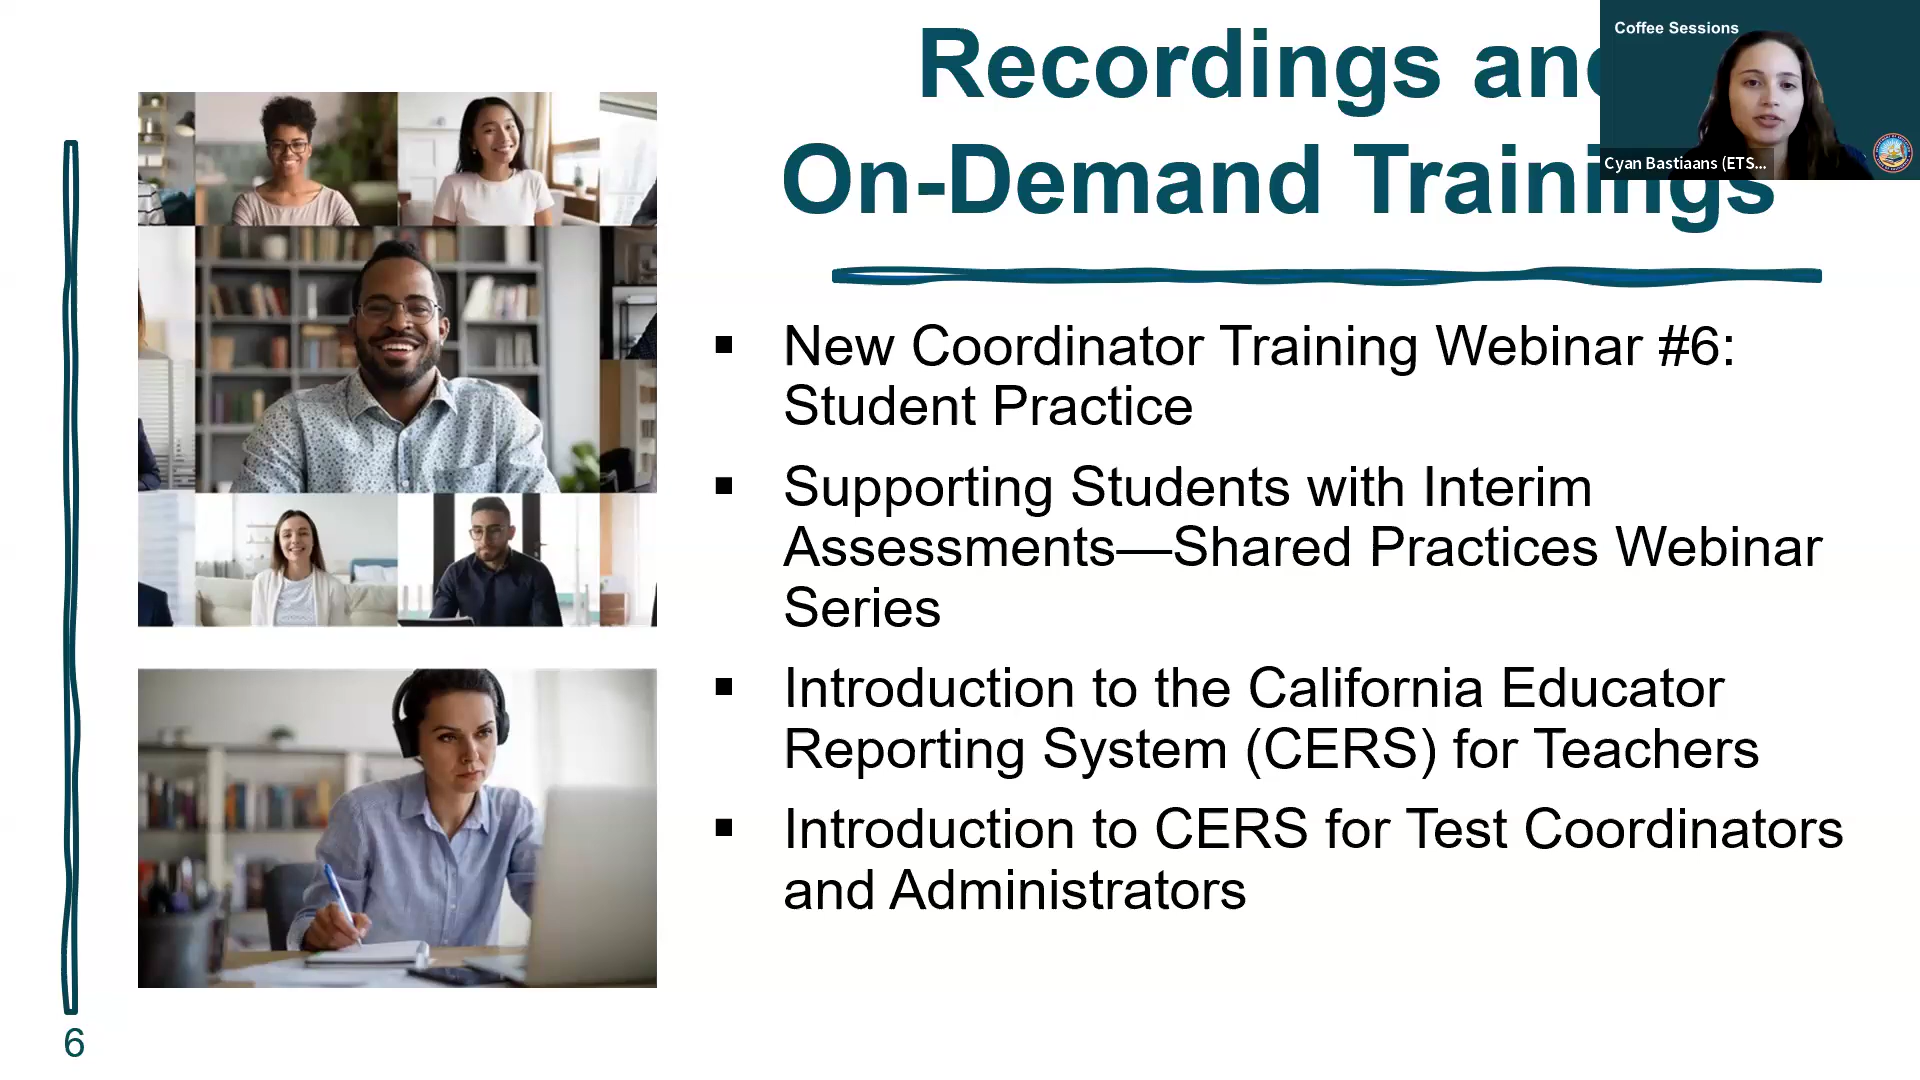 Coffee Sessions
Cyan Bastiaans (ETS...
Recordings and
On-Demand Trainings
New Coordinator Training Webinar #6:
Student Practice
Supporting Students with Interim
Assessments—Shared Practices Webinar
Series
Introduction to the California Educator
Reporting System (CERS) for Teachers
Introduction to CERS for Test Coordinators
and Administrators
6